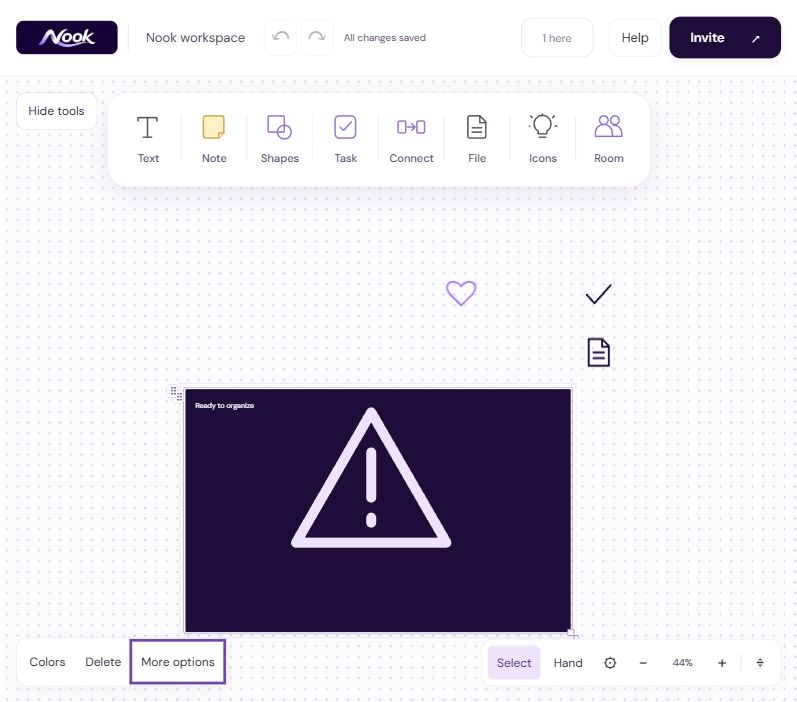 Nook
Nook workspace
All changes saved
1 here
Help
Invite
Hide tools
Text
Note
Shapes
Task
Connect
File
Icons
Room
Ready to organize
Colors
Delete
More options
Select
Hand
44%